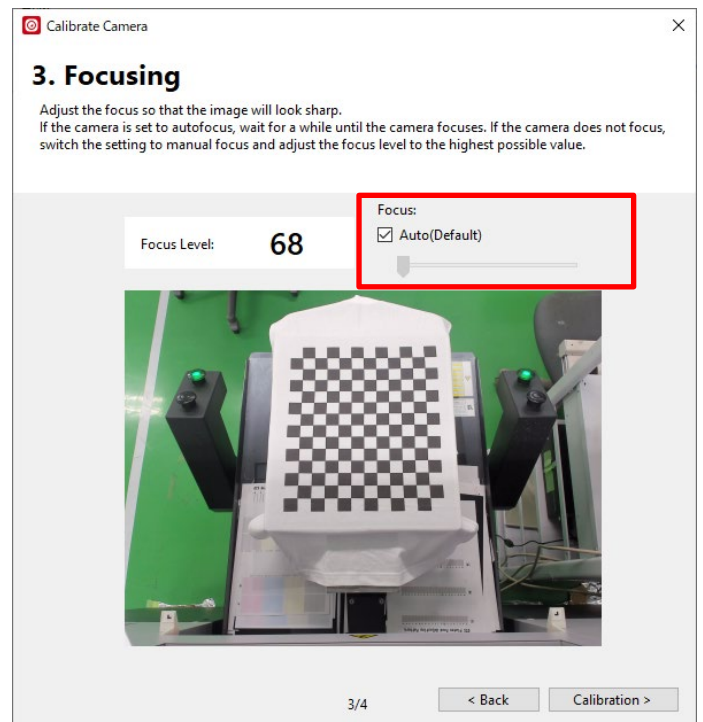 Calibrate Camera
3. Focusing
Adjust the focus so that the image will look sharp.
If the camera is set to autofocus, wait for a while until the camera focuses. If the camera does not focus,
switch the setting to manual focus and adjust the focus level to the highest possible value.
Focus:
Focus Level: 68
Auto(Default)
3/4
< Back
Calibration >